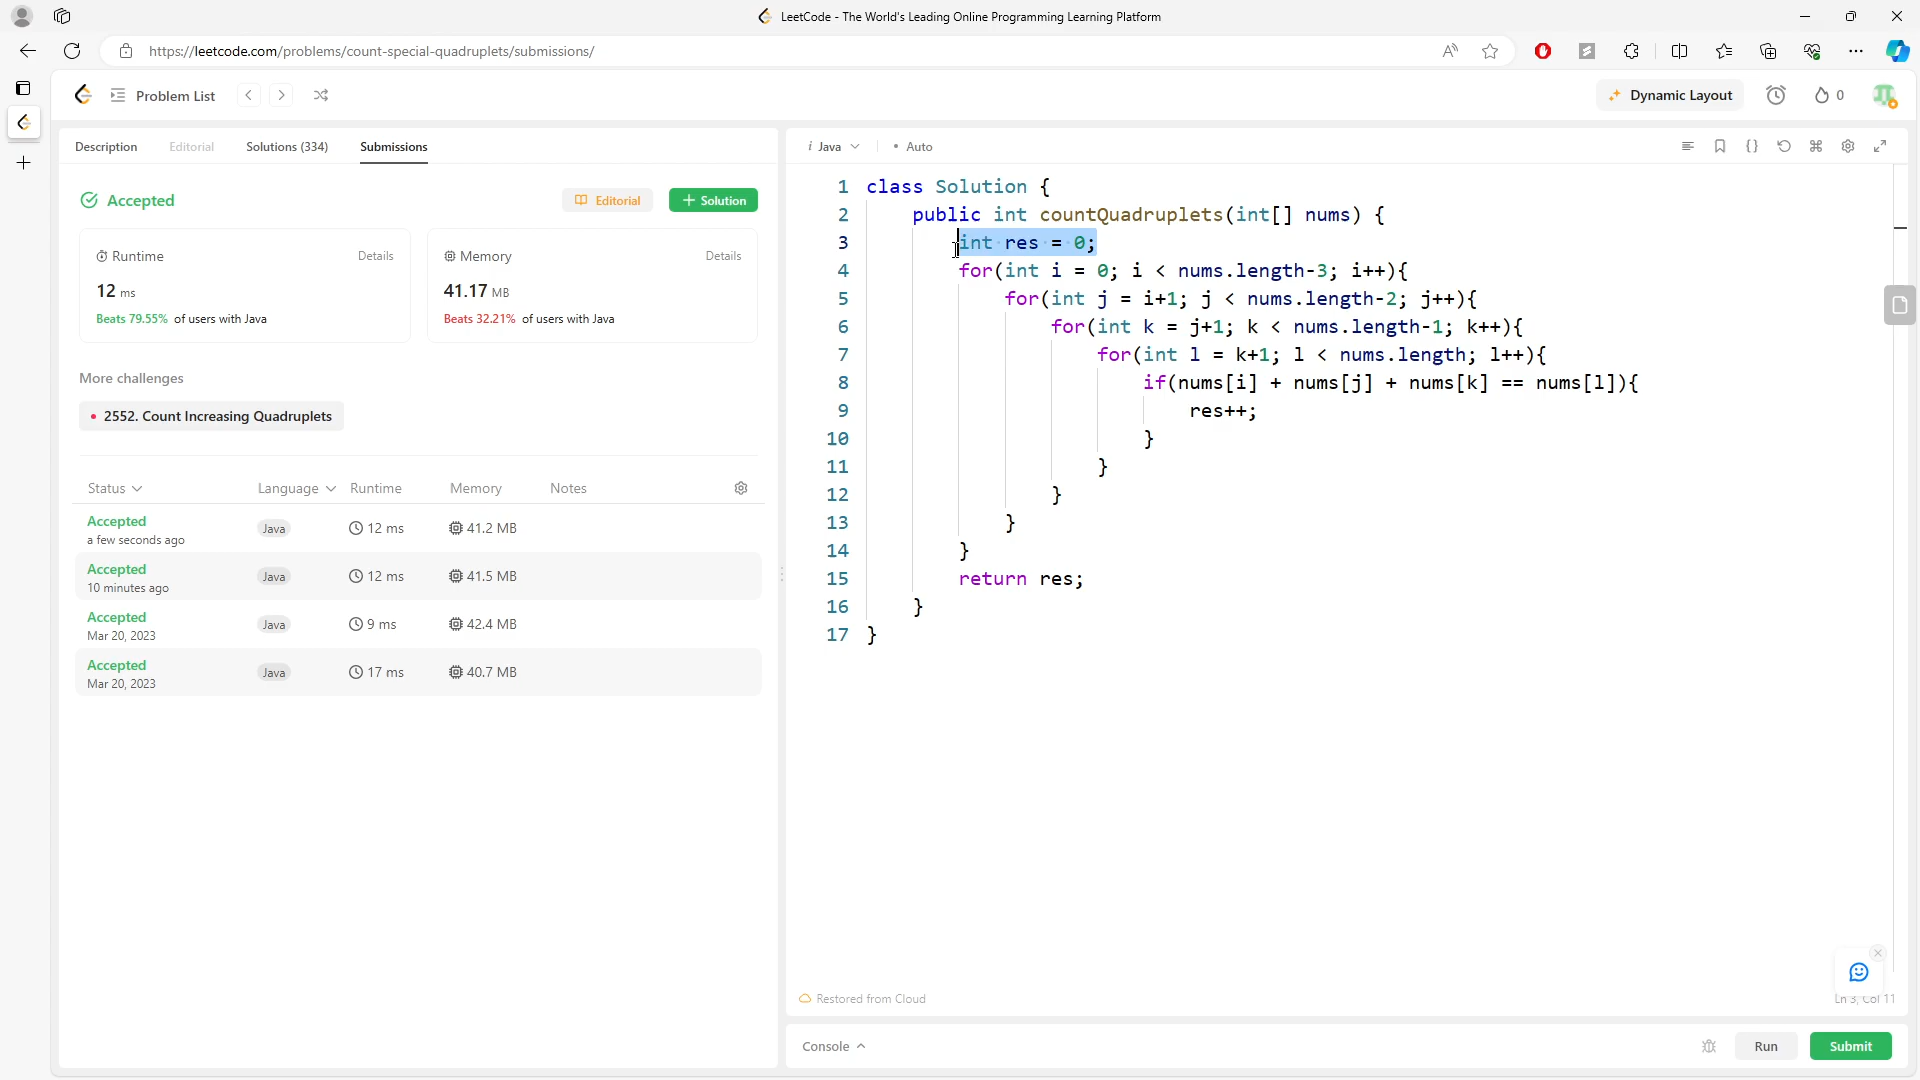 LeetCode - The World's Leading Online Programming Learning Platform
https://leetcode.com/problems/count-special-quadruplets/submissions/
Problem List
Dynamic Layout
0
Description Editorial Solutions (334) Submissions
Accepted
Editorial
+ Solution
Runtime Details
12 ms
Beats 79.55% of users with Java
Memory Details
41.17 MB
Beats 32.21% of users with Java
More challenges
2552. Count Increasing Quadruplets
Status Language Runtime Memory Notes
Accepted
a few seconds ago
Java 12 ms 41.2 MB
Accepted
10 minutes ago
Java 12 ms 41.5 MB
Accepted
Mar 20, 2023
Java 9 ms 42.4 MB
Accepted
Mar 20, 2023
Java 17 ms 40.7 MB
i Java • Auto
1 class Solution {
2 public int countQuadruplets(int[] nums) {
3 int res = 0;
4 for(int i = 0; i < nums.length-3; i++){
5 for(int j = i+1; j < nums.length-2; j++){
6 for(int k = j+1; k < nums.length-1; k++){
7 for(int l = k+1; l < nums.length; l++){
8 if(nums[i] + nums[j] + nums[k] == nums[l]){
9 res++;
10 }
11 }
12 }
13 }
14 }
15 return res;
16 }
17 }
Restored from Cloud
Ln 3, Col 11
Console
Run
Submit